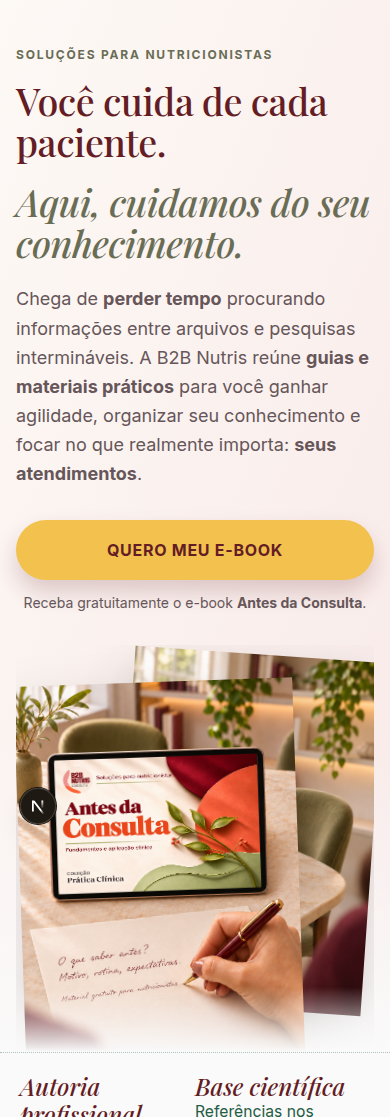 SOLUÇÕES PARA NUTRICIONISTAS
Você cuida de cada
paciente.
Aqui, cuidamos do seu
conhecimento.
Chega de perder tempo procurando
informações entre arquivos e pesquisas
intermináveis. A B2B Nutris reúne guias e
materiais práticos para você ganhar
agilidade, organizar seu conhecimento e
focar no que realmente importa: seus
atendimentos.
QUERO MEU E-BOOK
Receba gratuitamente o e-book Antes da Consulta.
B2B
NUTRIS
Soluções para nutricionistas
Antes da
Consulta
Fundamentos e aplicação clínica
COLEÇÃO
Prática Clínica
N
O que saber antes?
Motivo, rotina, expectativas.
Material gratuito para nutricionistas
Autoria
profissional
Base científica
Referências nos